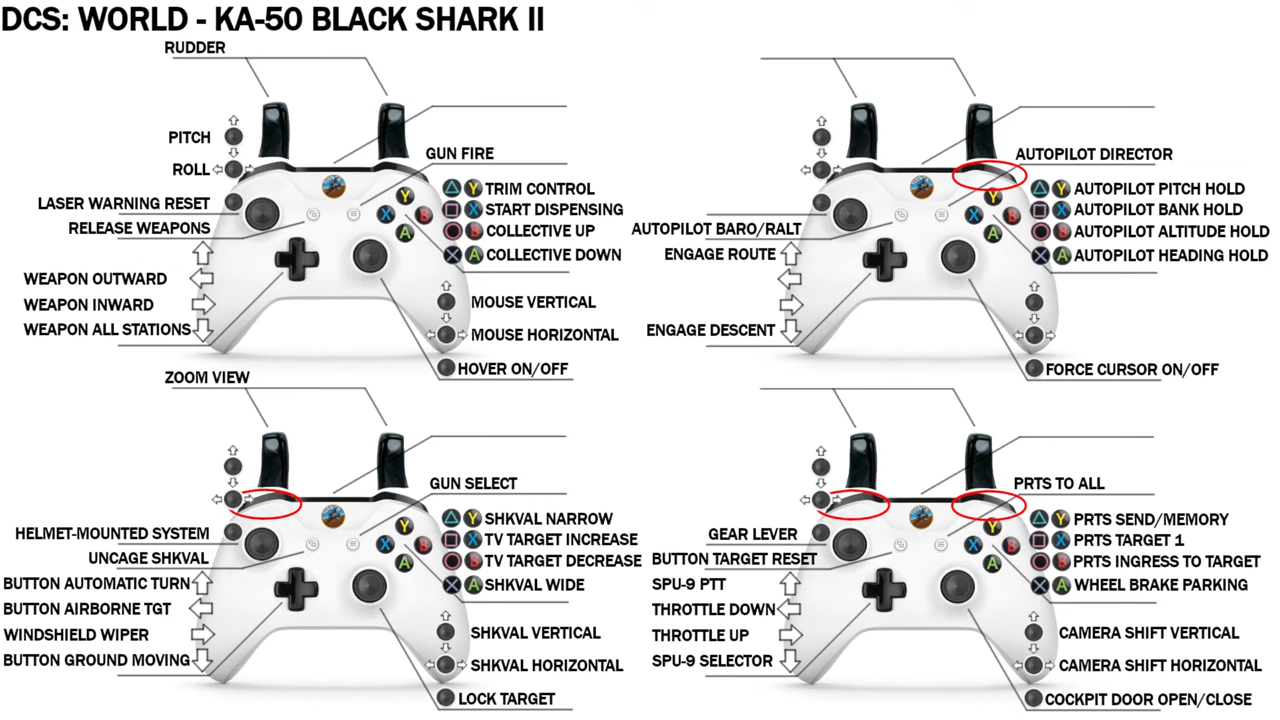 DCS: WORLD - KA-50 BLACK SHARK II
RUDDER
PITCH
ROLL
LASER WARNING RESET
RELEASE WEAPONS
WEAPON OUTWARD
WEAPON INWARD
WEAPON ALL STATIONS
GUN FIRE
Y TRIM CONTROL
X START DISPENSING
B COLLECTIVE UP
A COLLECTIVE DOWN
MOUSE VERTICAL
MOUSE HORIZONTAL
HOVER ON/OFF
Y
X B
A
AUTOPILOT BARO/RALT
ENGAGE ROUTE
ENGAGE DESCENT
AUTOPILOT DIRECTOR
Y AUTOPILOT PITCH HOLD
X AUTOPILOT BANK HOLD
B AUTOPILOT ALTITUDE HOLD
A AUTOPILOT HEADING HOLD
FORCE CURSOR ON/OFF
Y
X B
A
ZOOM VIEW
HELMET-MOUNTED SYSTEM
UNCAGE SHKVAL
BUTTON AUTOMATIC TURN
BUTTON AIRBORNE TGT
WINDSHIELD WIPER
BUTTON GROUND MOVING
GUN SELECT
Y SHKVAL NARROW
X TV TARGET INCREASE
B TV TARGET DECREASE
A SHKVAL WIDE
SHKVAL VERTICAL
SHKVAL HORIZONTAL
LOCK TARGET
Y
X B
A
GEAR LEVER
BUTTON TARGET RESET
SPU-9 PTT
THROTTLE DOWN
THROTTLE UP
SPU-9 SELECTOR
PRTS TO ALL
Y PRTS SEND/MEMORY
X PRTS TARGET 1
B PRTS INGRESS TO TARGET
A WHEEL BRAKE PARKING
CAMERA SHIFT VERTICAL
CAMERA SHIFT HORIZONTAL
COCKPIT DOOR OPEN/CLOSE
Y
X B
A